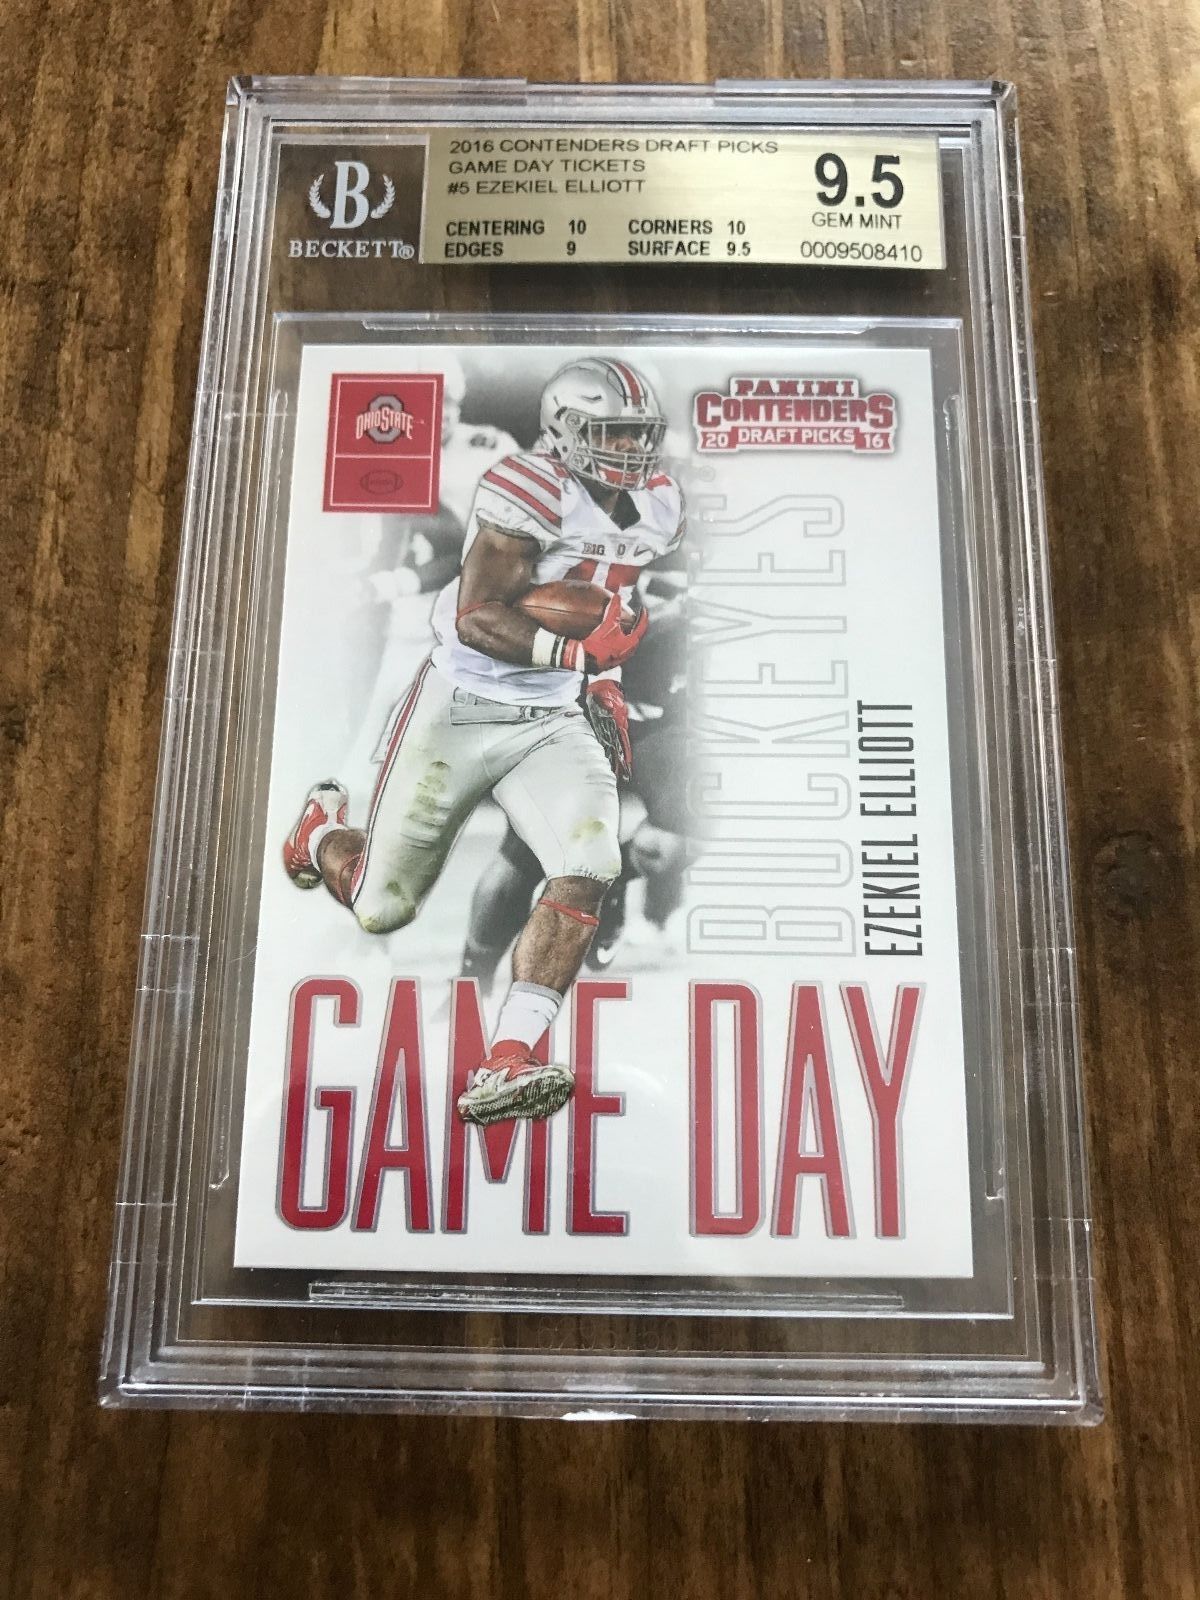 2016 CONTENDERS DRAFT PICKS
GAME DAY TICKETS
#5 EZEKIEL ELLIOTT
CENTERING 10 CORNERS 10
EDGES 9 SURFACE 9.5
9.5
GEM MINT
0009508410
B
BECKETT®
OHIO STATE
PANINI
CONTENDERS
20 DRAFT PICKS 16
BIG
BUCKEYES®
EZEKIEL ELLIOTT
GAME DAY